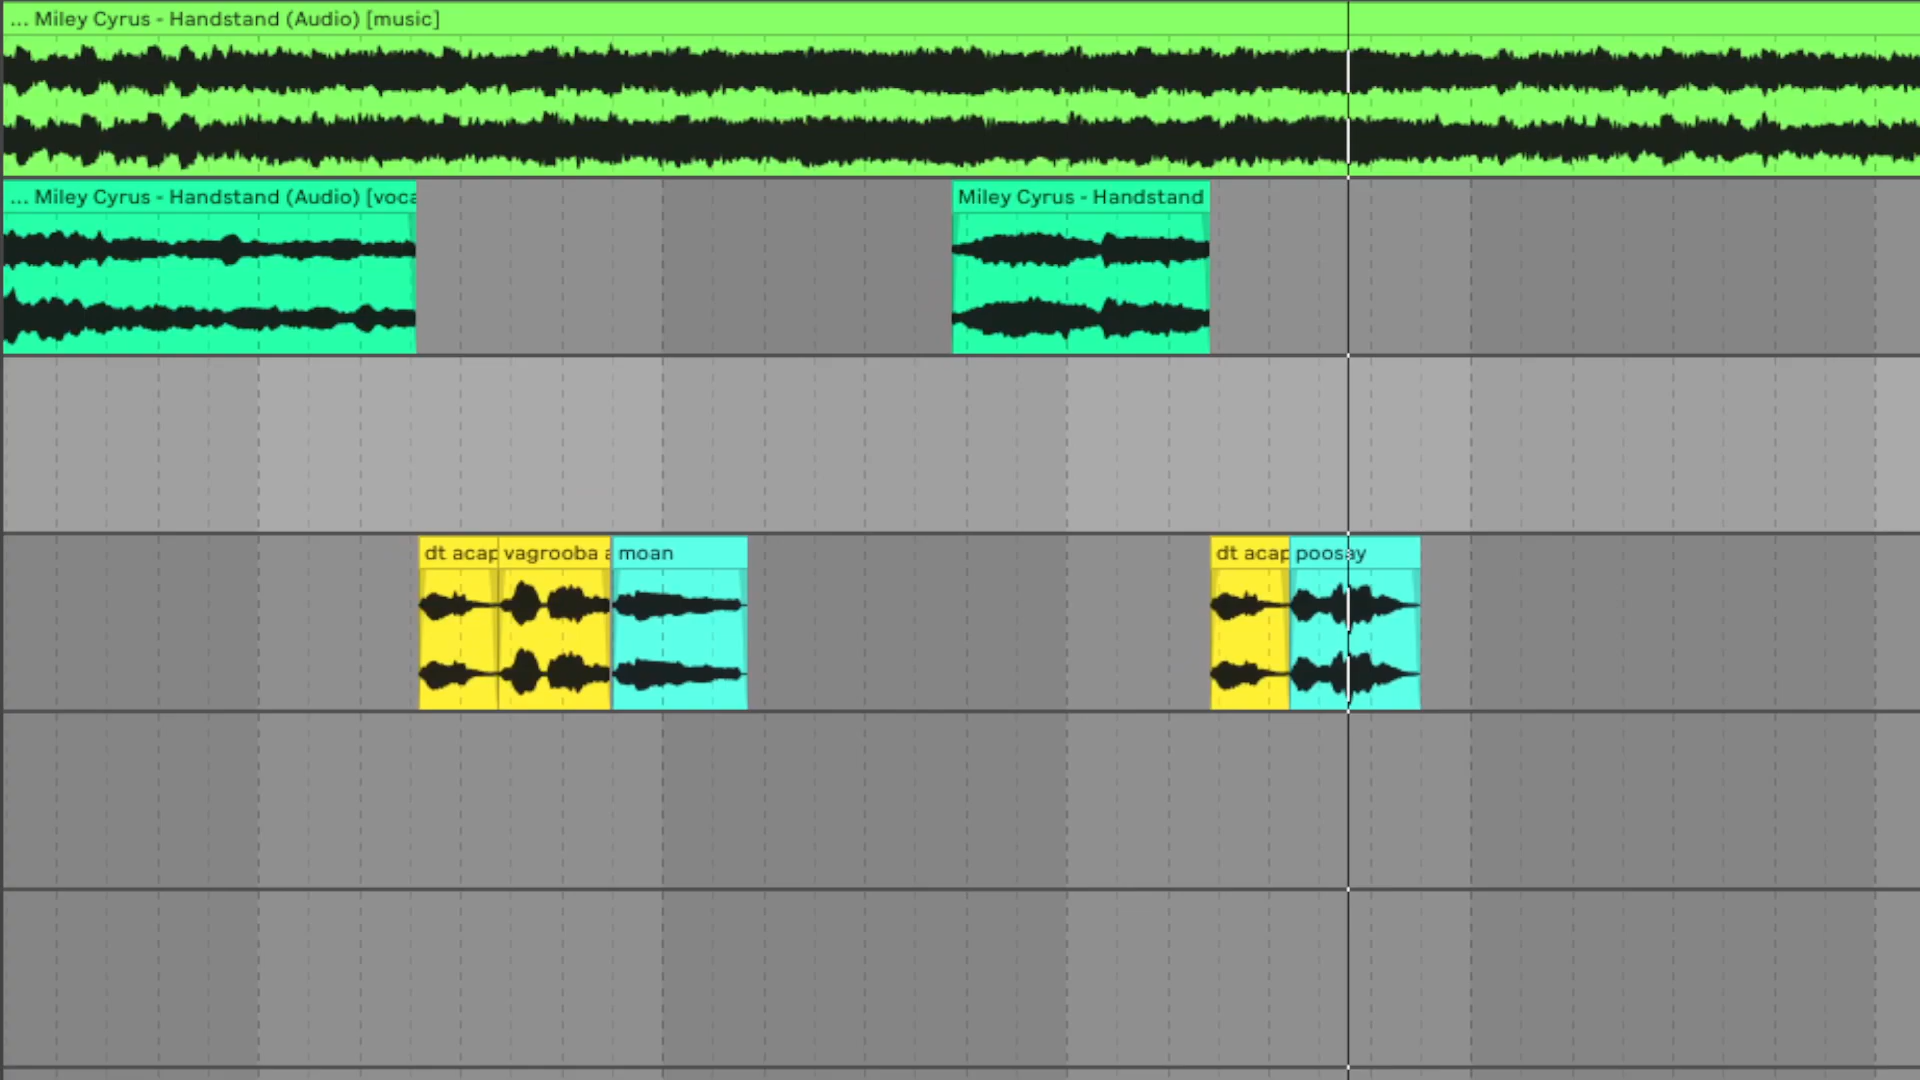 ... Miley Cyrus - Handstand (Audio) [music]
... Miley Cyrus - Handstand (Audio) [voca
Miley Cyrus - Handstand
dt acap
vagrooba a
moan
dt acap
poosay